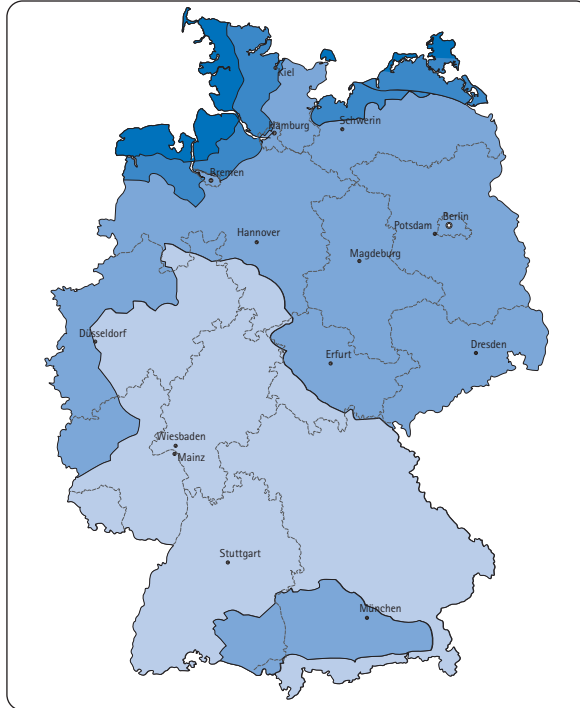 Kiel
Hamburg
Schwerin
Bremen
Berlin
Potsdam
Hannover
Magdeburg
Düsseldorf
Erfurt
Dresden
Wiesbaden
Mainz
Stuttgart
München